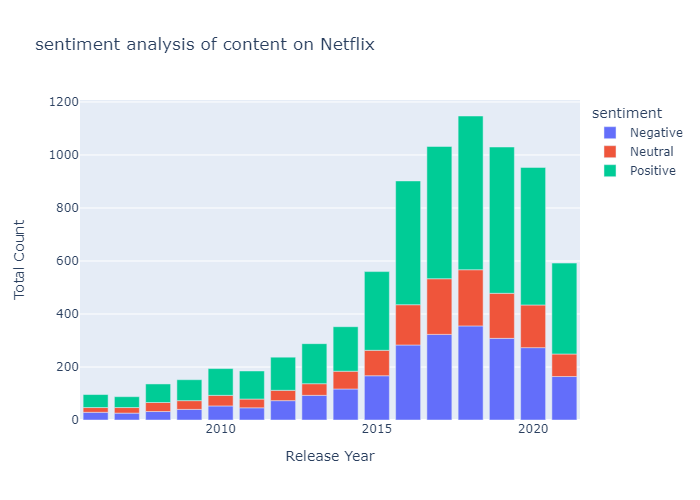 sentiment analysis of content on Netflix
sentiment
Negative
Neutral
Positive
Total Count
1200
1000
800
600
400
200
0
2010
2015
2020
Release Year